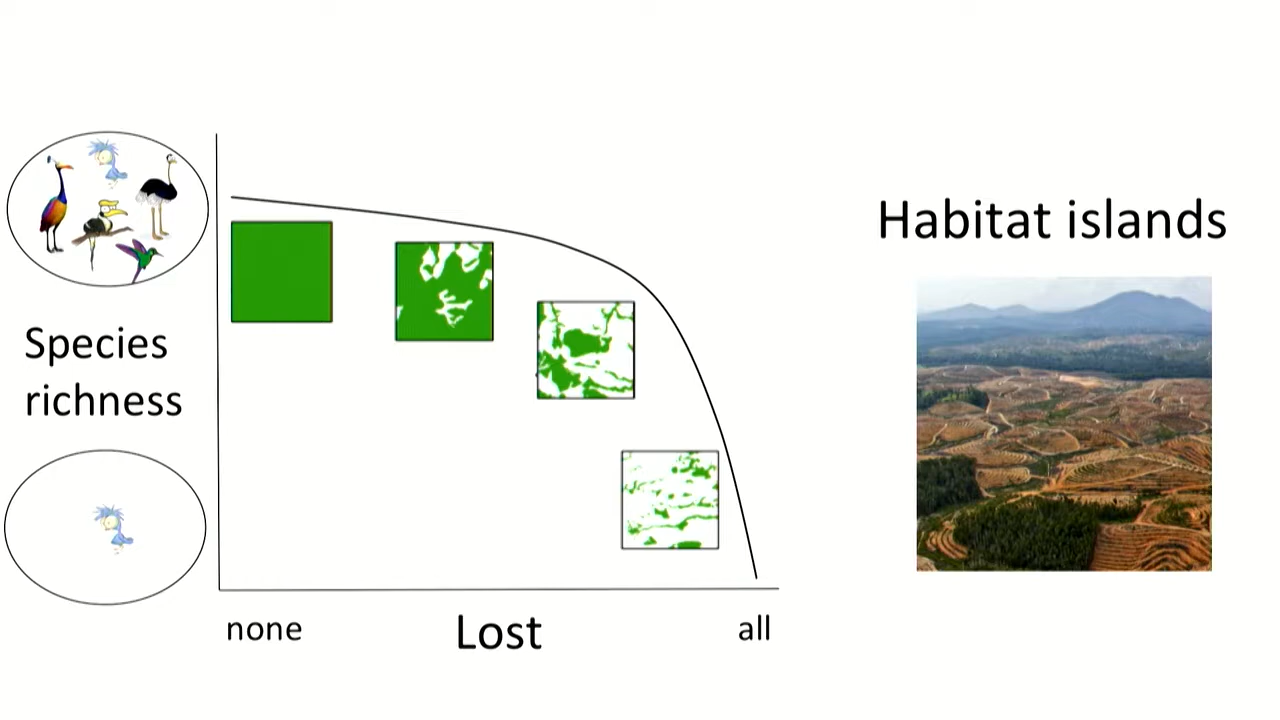 Habitat islands
Species
richness
none
Lost
all